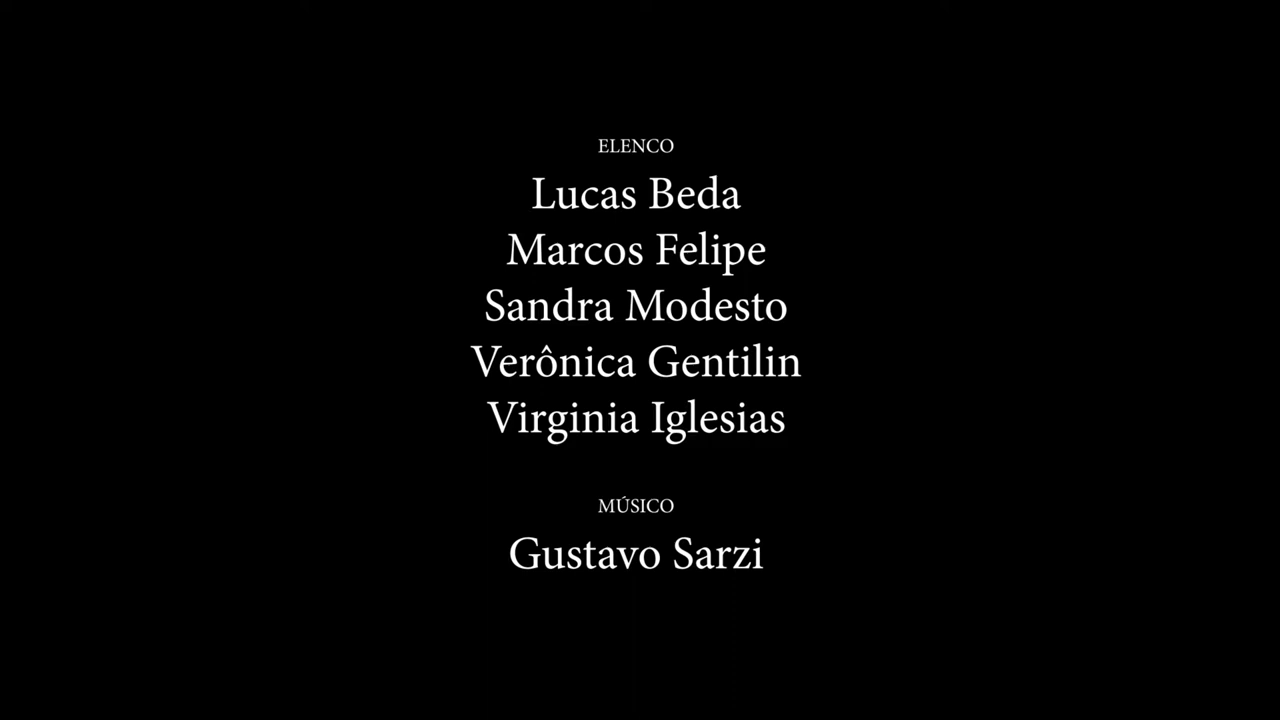 ELENCO
Lucas Beda
Marcos Felipe
Sandra Modesto
Verônica Gentilin
Virginia Iglesias
MÚSICO
Gustavo Sarzi